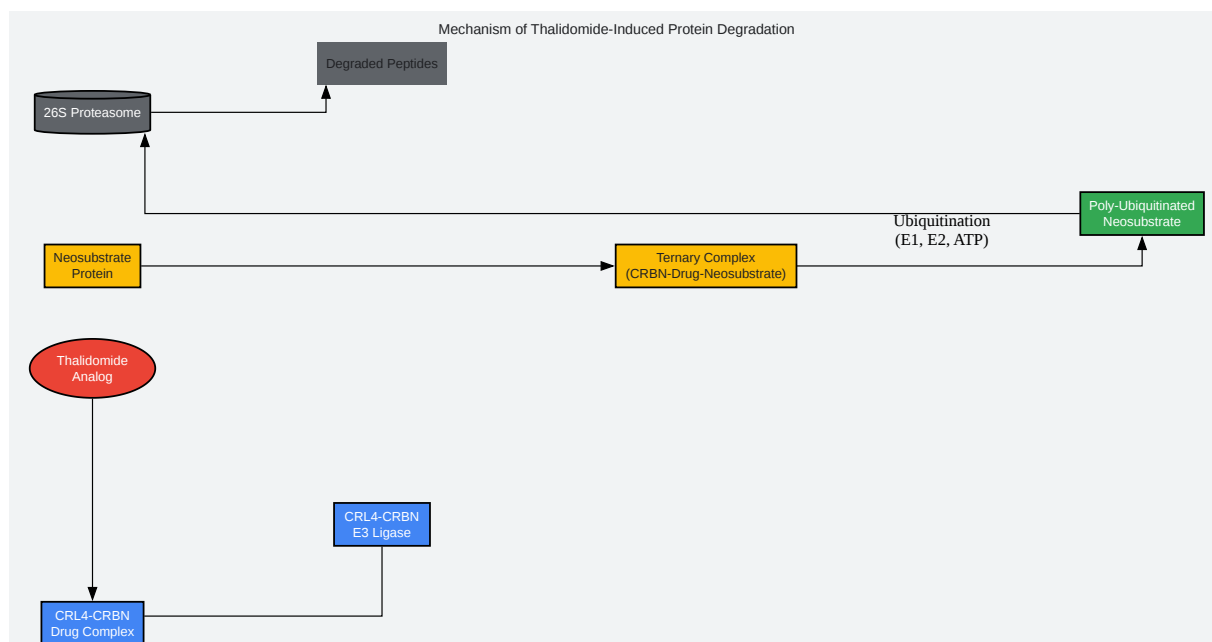 Mechanism of Thalidomide-Induced Protein Degradation
Degraded Peptides
26S Proteasome
Poly-Ubiquitinated
Neosubstrate
Ubiquitination
(E1, E2, ATP)
Neosubstrate
Protein
Ternary Complex
(CRBN-Drug-Neosubstrate)
Thalidomide
Analog
CRL4-CRBN
E3 Ligase
CRL4-CRBN
Drug Complex